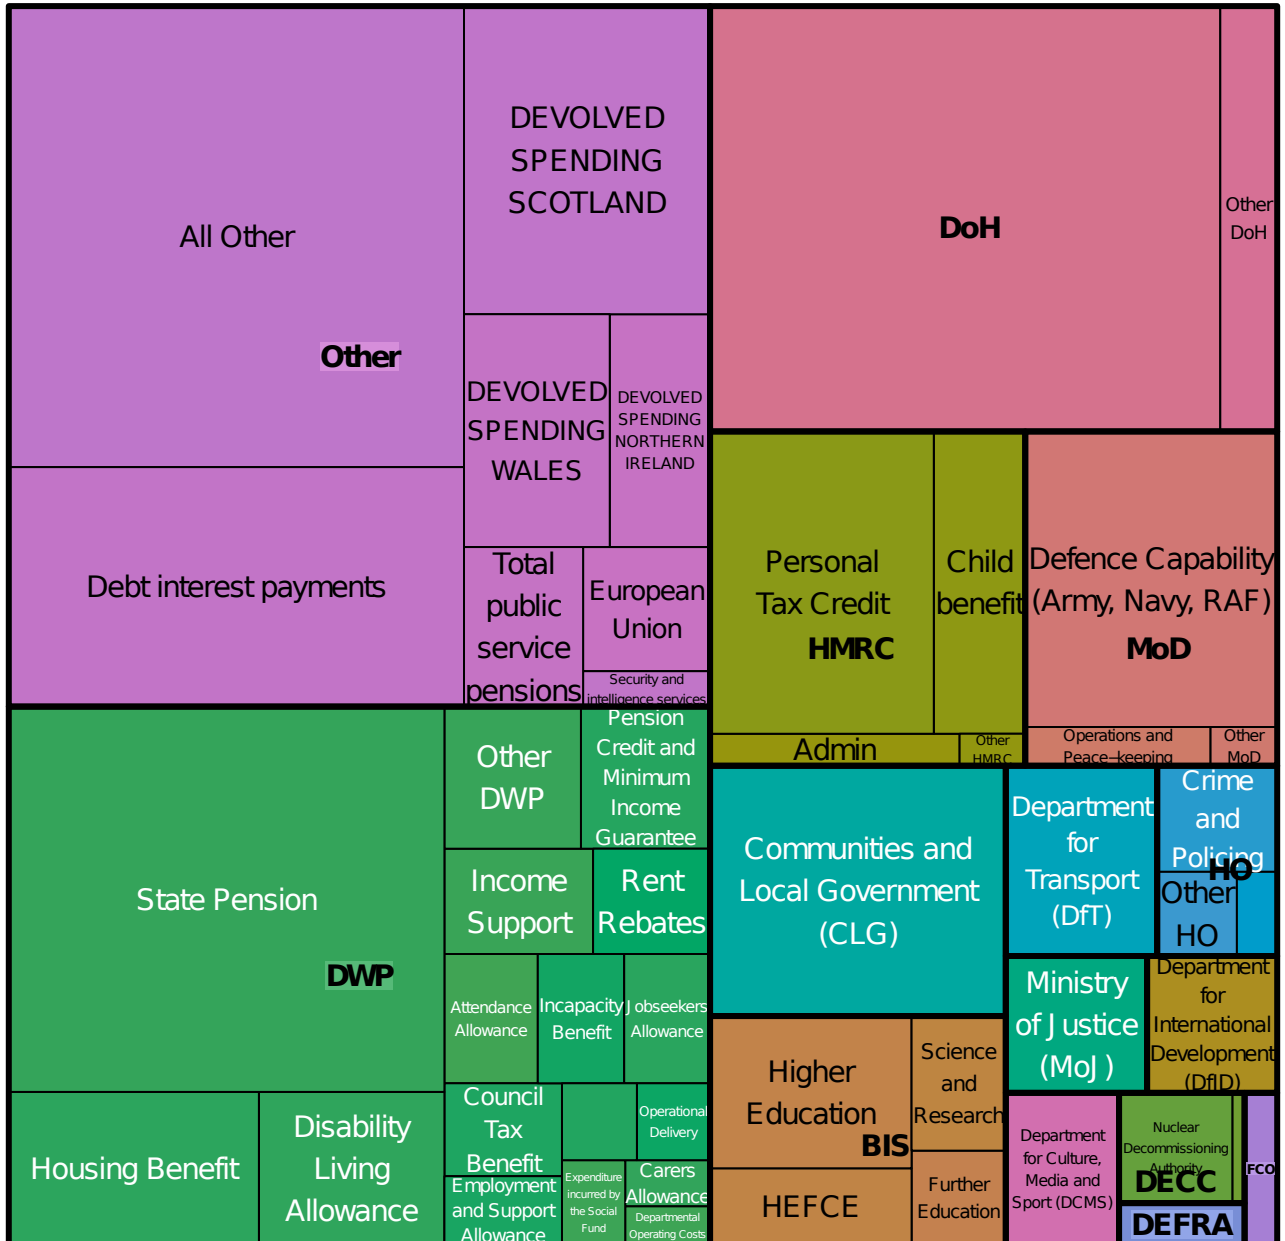 All Other
Other
Debt interest payments
DEVOLVED
SPENDING
SCOTLAND
DEVOLVED
SPENDING
WALES
DEVOLVED
SPENDING
NORTHERN
IRELAND
Total
public
service
pensions
European
Union
Security and
intelligence services
DoH
Other
DoH
Personal
Tax Credit
Child
benefit
HMRC
Admin
Other
HMRC
Defence Capability
(Army, Navy, RAF)
MoD
Operations and
Peace–keeping
Other
MoD
State Pension
DWP
Housing Benefit
Disability
Living
Allowance
Other
DWP
Pension
Credit and
Minimum
Income
Guarantee
Income
Support
Rent
Rebates
Attendance
Allowance
Incapacity
Benefit
Jobseekers
Allowance
Council
Tax
Benefit
Operational
Delivery
Employment
and Support
Allowance
Expenditure
incurred by
the Social
Fund
Carers
Allowance
Departmental
Operating Costs
Communities and
Local Government
(CLG)
Department
for
Transport
(DfT)
Crime
and
Policing
HO
Other
HO
Ministry
of Justice
(MoJ)
Department
for
International
Development
(DfID)
Higher
Education
BIS
Science
and
Research
HEFCE
Further
Education
Department
for Culture,
Media and
Sport (DCMS)
Nuclear
Decommissioning
Authority
DECC
DEFRA
FCO